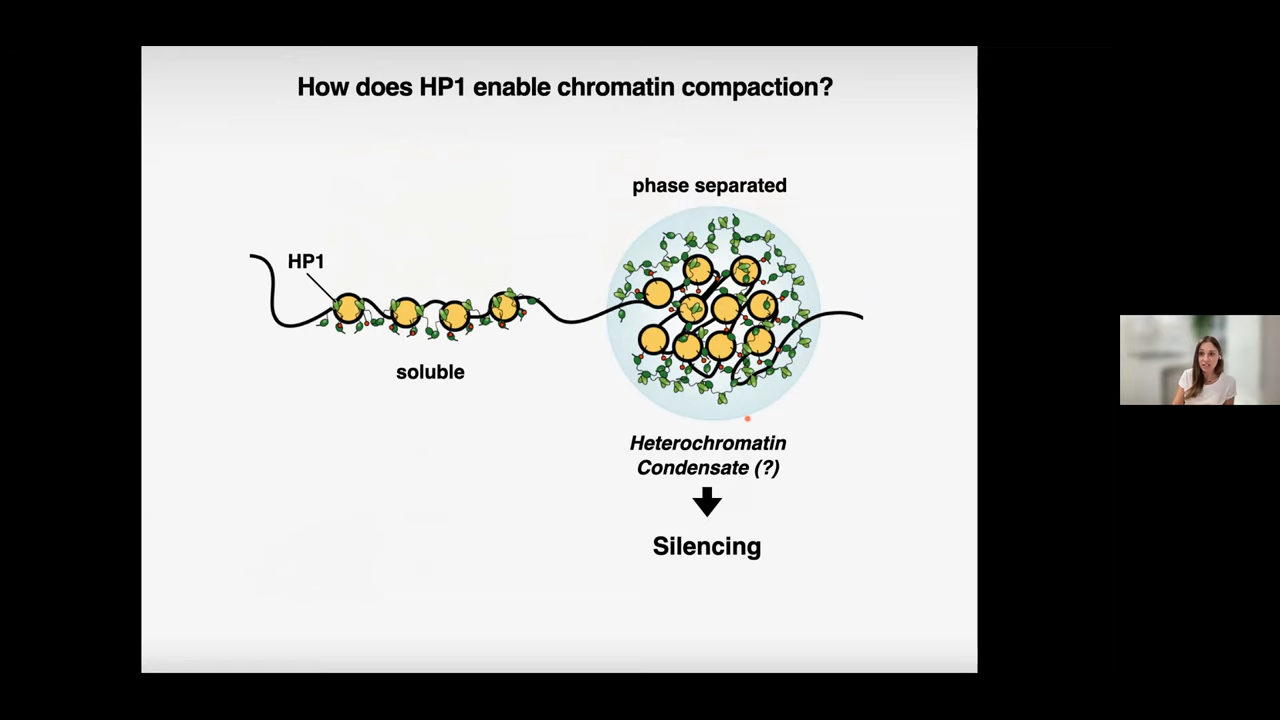 How does HP1 enable chromatin compaction?
phase separated
HP1
soluble
Heterochromatin
Condensate (?)
Silencing